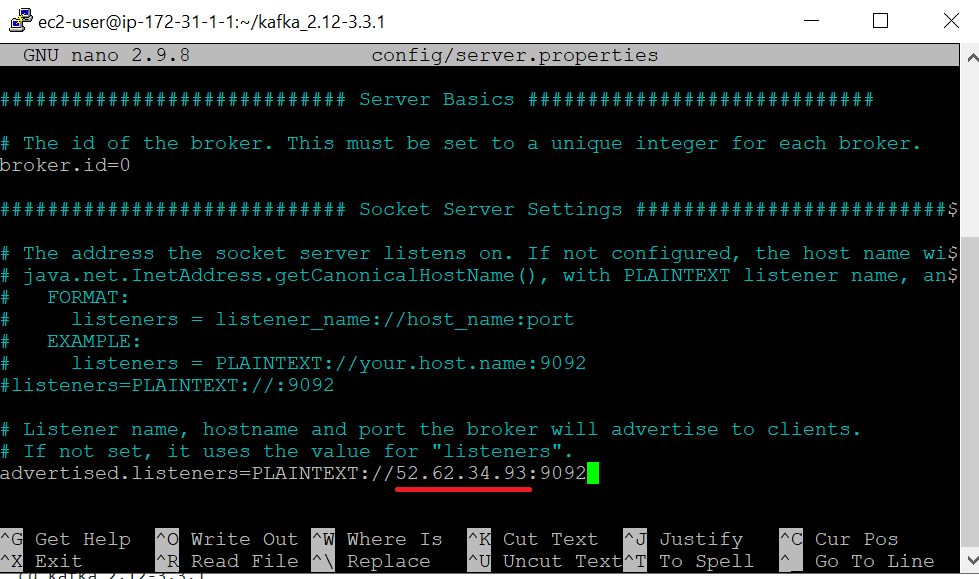 ec2-user@ip-172-31-1-1:~/kafka_2.12-3.3.1
GNU nano 2.9.8 config/server.properties
############################# Server Basics #############################
# The id of the broker. This must be set to a unique integer for each broker.
broker.id=0
############################# Socket Server Settings ##########################$
# The address the socket server listens on. If not configured, the host name wi$
# java.net.InetAddress.getCanonicalHostName(), with PLAINTEXT listener name, an$
#   FORMAT:
#     listeners = listener_name://host_name:port
#   EXAMPLE:
#     listeners = PLAINTEXT://your.host.name:9092
#listeners=PLAINTEXT://:9092
# Listener name, hostname and port the broker will advertise to clients.
# If not set, it uses the value for "listeners".
advertised.listeners=PLAINTEXT://52.62.34.93:9092
^G Get Help ^O Write Out ^W Where Is ^K Cut Text ^J Justify ^C Cur Pos
^X Exit ^R Read File ^\ Replace ^U Uncut Text ^T To Spell ^_ Go To Line
cd kafka_2.12-3.3.1